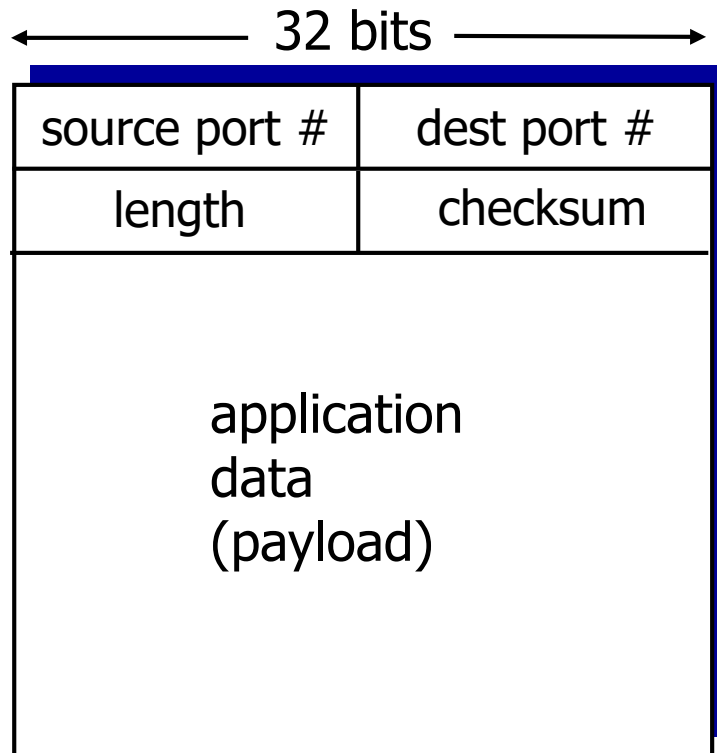 32 bits
source port # dest port #
length checksum
application
data
(payload)